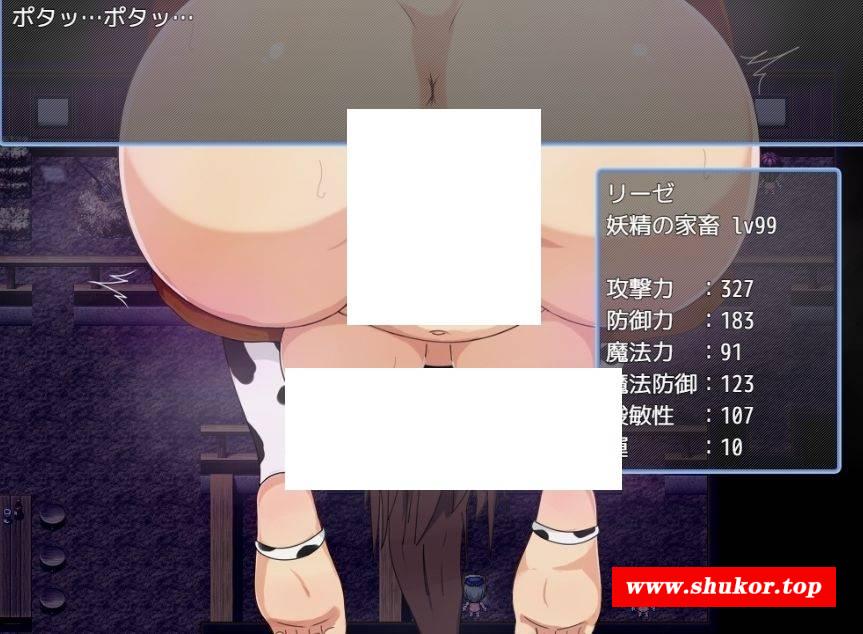 ポタッ…ポタッ…
リーゼ
妖精の家畜 lv99
攻撃力 ：327
防御力 ：183
魔法力 ：91
魔法防御：123
敏性 ：107
：10
www.shukor.top